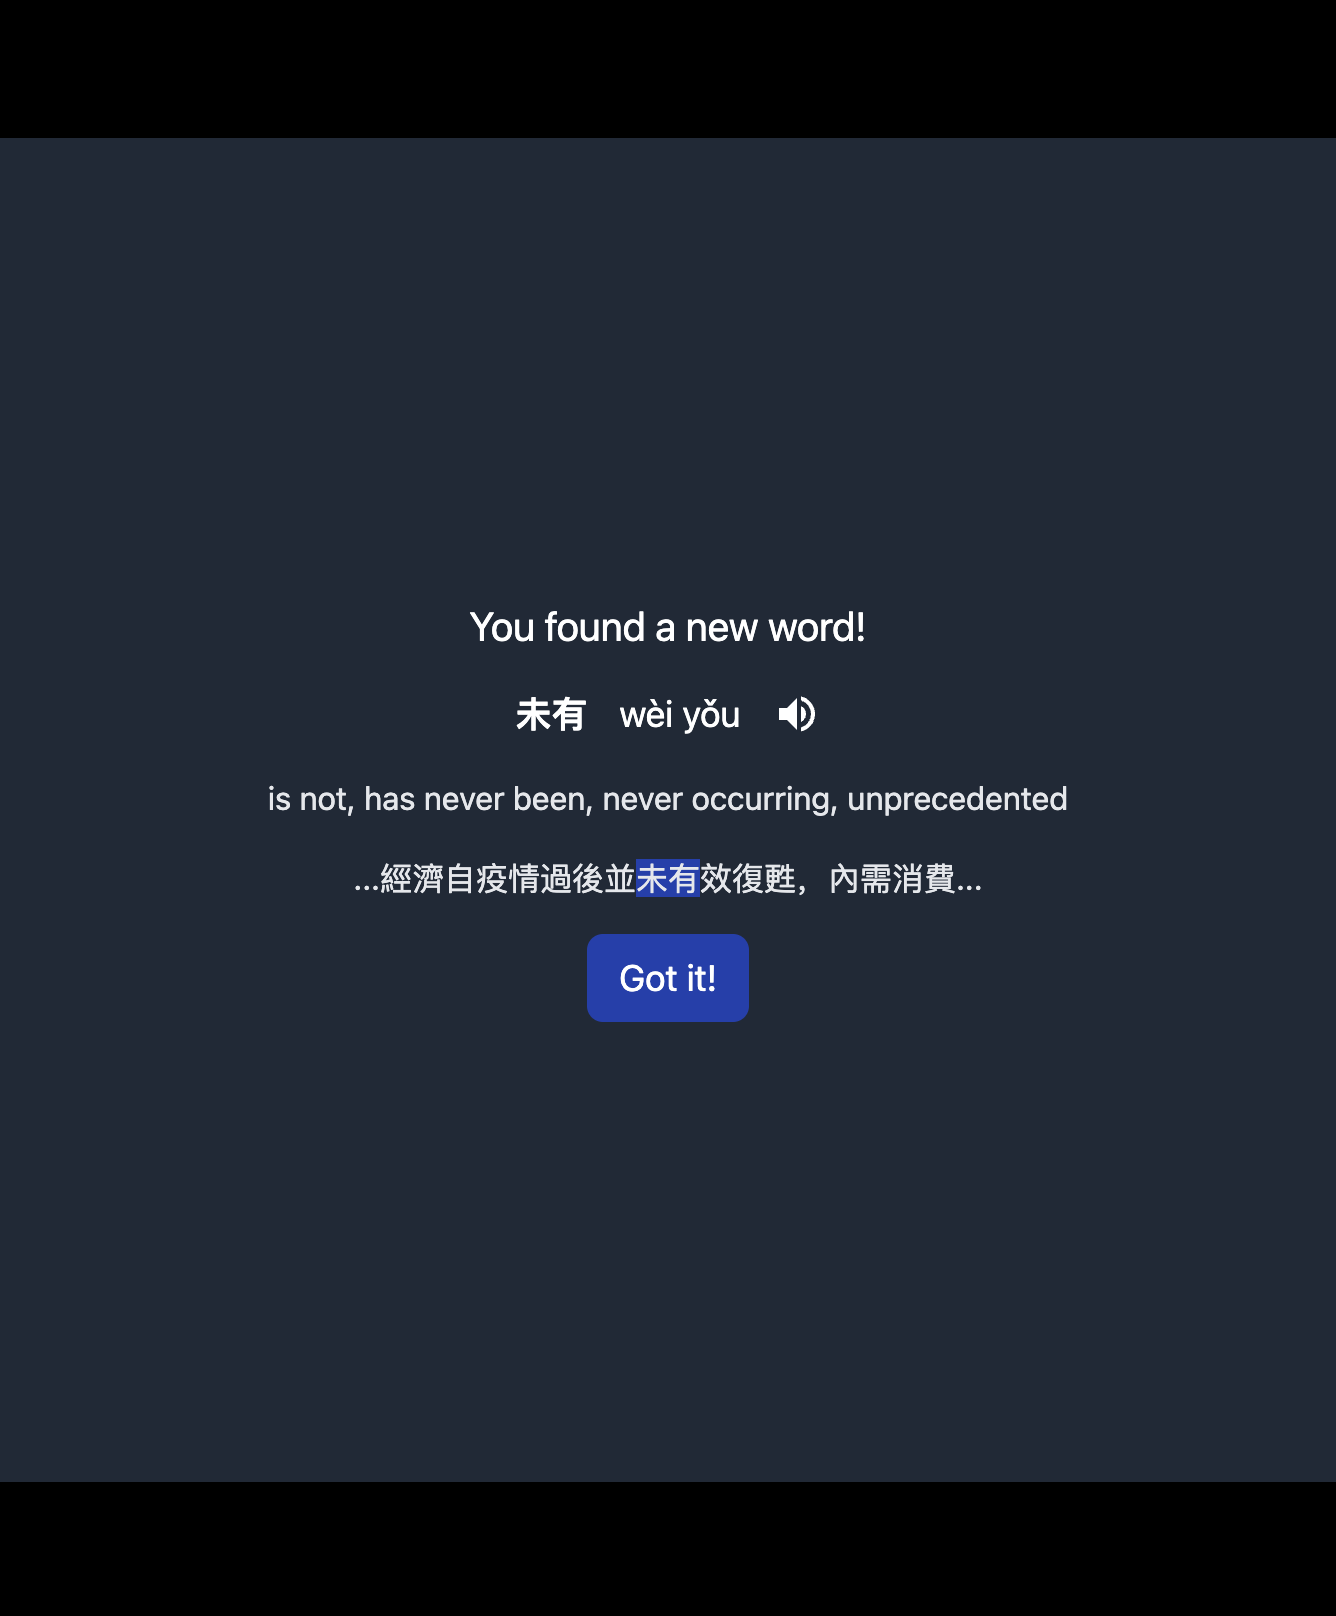 You found a new word!
未有 wèi yǒu
is not, has never been, never occurring, unprecedented
...經濟自疫情過後並未有效復甦，內需消費...
Got it!